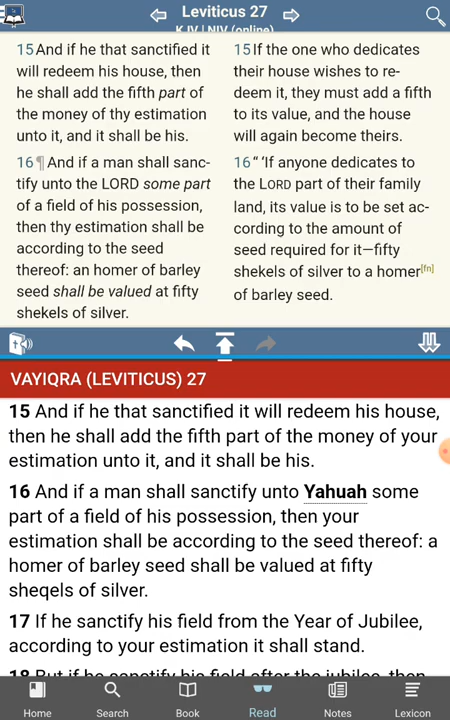 Leviticus 27
KJV | NIV (online)
15 And if he that sanctified it
will redeem his house, then
he shall add the fifth part of
the money of thy estimation
unto it, and it shall be his.
16 ¶ And if a man shall sanc-
tify unto the LORD some part
of a field of his possession,
then thy estimation shall be
according to the seed
thereof: an homer of barley
seed shall be valued at fifty
shekels of silver.
15 If the one who dedicates
their house wishes to re-
deem it, they must add a fifth
to its value, and the house
will again become theirs.
16 “ ‘If anyone dedicates to
the LORD part of their family
land, its value is to be set ac-
cording to the amount of
seed required for it—fifty
shekels of silver to a homer[fn]
of barley seed.
VAYIQRA (LEVITICUS) 27
15 And if he that sanctified it will redeem his house,
then he shall add the fifth part of the money of your
estimation unto it, and it shall be his.
16 And if a man shall sanctify unto Yahuah some
part of a field of his possession, then your
estimation shall be according to the seed thereof: a
homer of barley seed shall be valued at fifty
sheqels of silver.
17 If he sanctify his field from the Year of Jubilee,
according to your estimation it shall stand.
18 But if he sanctify his field after the jubilee, then
Home
Search
Book
Read
Notes
Lexicon